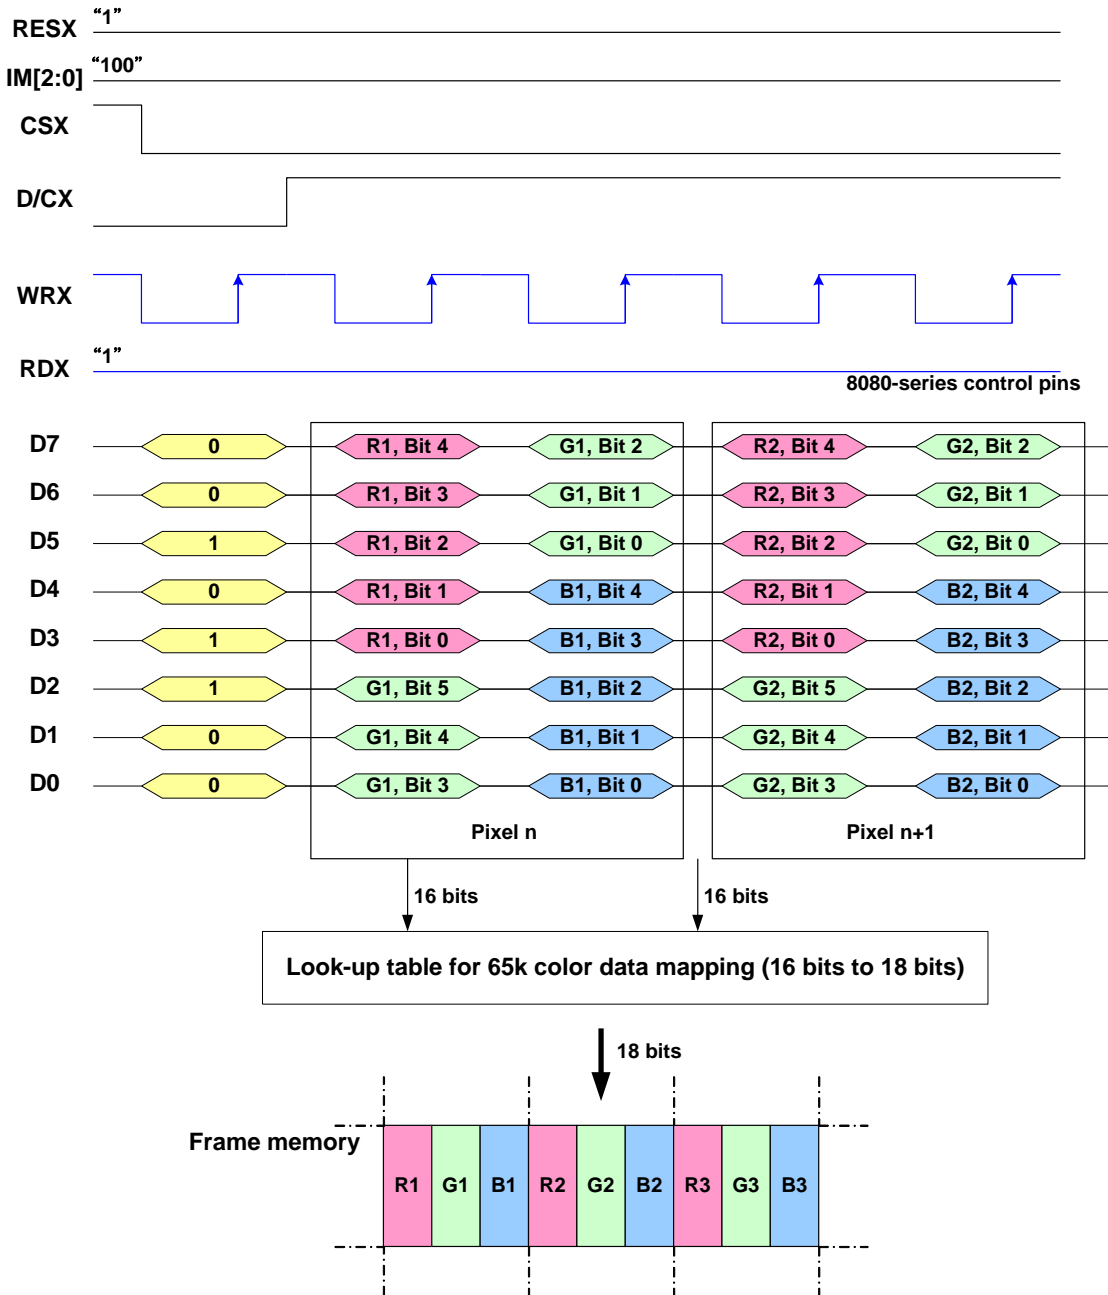 RESX “1”
IM[2:0] “100”
CSX
D/CX
WRX
RDX “1”
8080-series control pins
D7 0 R1, Bit 4 G1, Bit 2 R2, Bit 4 G2, Bit 2
D6 0 R1, Bit 3 G1, Bit 1 R2, Bit 3 G2, Bit 1
D5 1 R1, Bit 2 G1, Bit 0 R2, Bit 2 G2, Bit 0
D4 0 R1, Bit 1 B1, Bit 4 R2, Bit 1 B2, Bit 4
D3 1 R1, Bit 0 B1, Bit 3 R2, Bit 0 B2, Bit 3
D2 1 G1, Bit 5 B1, Bit 2 G2, Bit 5 B2, Bit 2
D1 0 G1, Bit 4 B1, Bit 1 G2, Bit 4 B2, Bit 1
D0 0 G1, Bit 3 B1, Bit 0 G2, Bit 3 B2, Bit 0
Pixel n Pixel n+1
16 bits 16 bits
Look-up table for 65k color data mapping (16 bits to 18 bits)
18 bits
Frame memory
R1 G1 B1 R2 G2 B2 R3 G3 B3